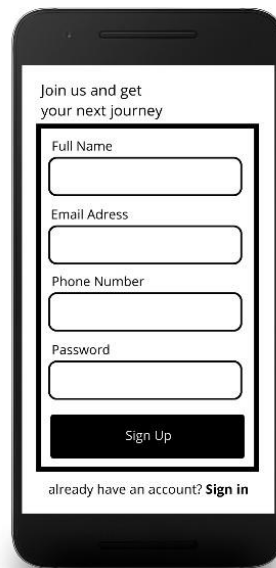 Join us and get
your next journey
Full Name
Email Adress
Phone Number
Password
Sign Up
already have an account? Sign in